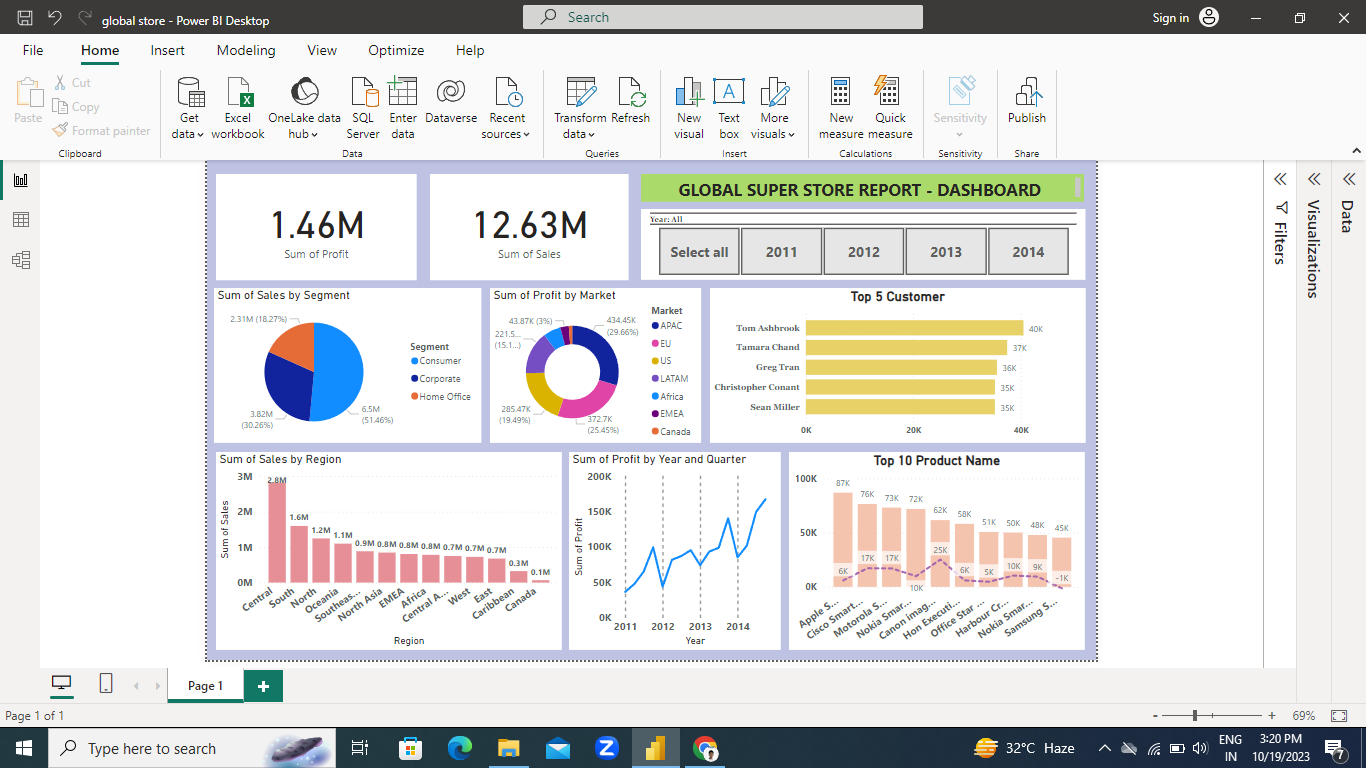 global store - Power BI Desktop
Search
Sign in
File Home Insert Modeling View Optimize Help
Paste
Cut
Copy
Format painter
Clipboard
Get data
Excel workbook
OneLake data hub
SQL Server
Enter data
Dataverse
Recent sources
Data
Transform data
Refresh
Queries
New visual
Text box
More visuals
Insert
New measure
Quick measure
Calculations
Sensitivity
Sensitivity
Publish
Share
1.46M
Sum of Profit
12.63M
Sum of Sales
GLOBAL SUPER STORE REPORT - DASHBOARD
Year: All
Select all 2011 2012 2013 2014
Sum of Sales by Segment
2.31M (18.27%)
3.82M
(30.26%)
6.5M
(51.46%)
Segment
Consumer
Corporate
Home Office
Sum of Profit by Market
43.87K (3%)
434.45K
(29.66%)
221.5...
(15.1...)
285.47K
(19.49%)
372.7K
(25.45%)
Market
APAC
EU
US
LATAM
Africa
EMEA
Canada
Top 5 Customer
Tom Ashbrook 40K
Tamara Chand 37K
Greg Tran 36K
Christopher Conant 35K
Sean Miller 35K
0K 20K 40K
Sum of Sales by Region
Sum of Sales
3M
2M
1M
0M
2.8M 1.6M 1.2M 1.1M 0.9M 0.8M 0.8M 0.8M 0.7M 0.7M 0.7M 0.3M 0.1M
Central South North Oceania Southeas... North Asia EMEA Africa Central A... West East Caribbean Canada
Region
Sum of Profit by Year and Quarter
Sum of Profit
200K
150K
100K
50K
0K
2011 2012 2013 2014
Year
Top 10 Product Name
100K
50K
0K
87K 76K 73K 72K 62K 58K 51K 50K 48K 45K
6K 17K 17K 10K 25K 6K 5K 10K 9K -1K
Apple S... Cisco Smart... Motorola S... Nokia Smar... Canon imag... Hon Executi... Office Star ... Harbour Cr... Nokia Smar... Samsung S...
Filters
Visualizations
Data
Page 1
+
Page 1 of 1
- + 69%
Type here to search
32°C Haze
ENG
IN
3:20 PM
10/19/2023
7